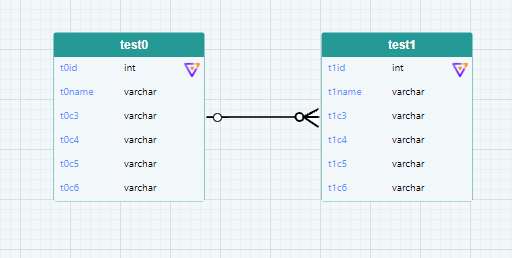 test0
t0id int
t0name varchar
t0c3 varchar
t0c4 varchar
t0c5 varchar
t0c6 varchar
test1
t1id int
t1name varchar
t1c3 varchar
t1c4 varchar
t1c5 varchar
t1c6 varchar